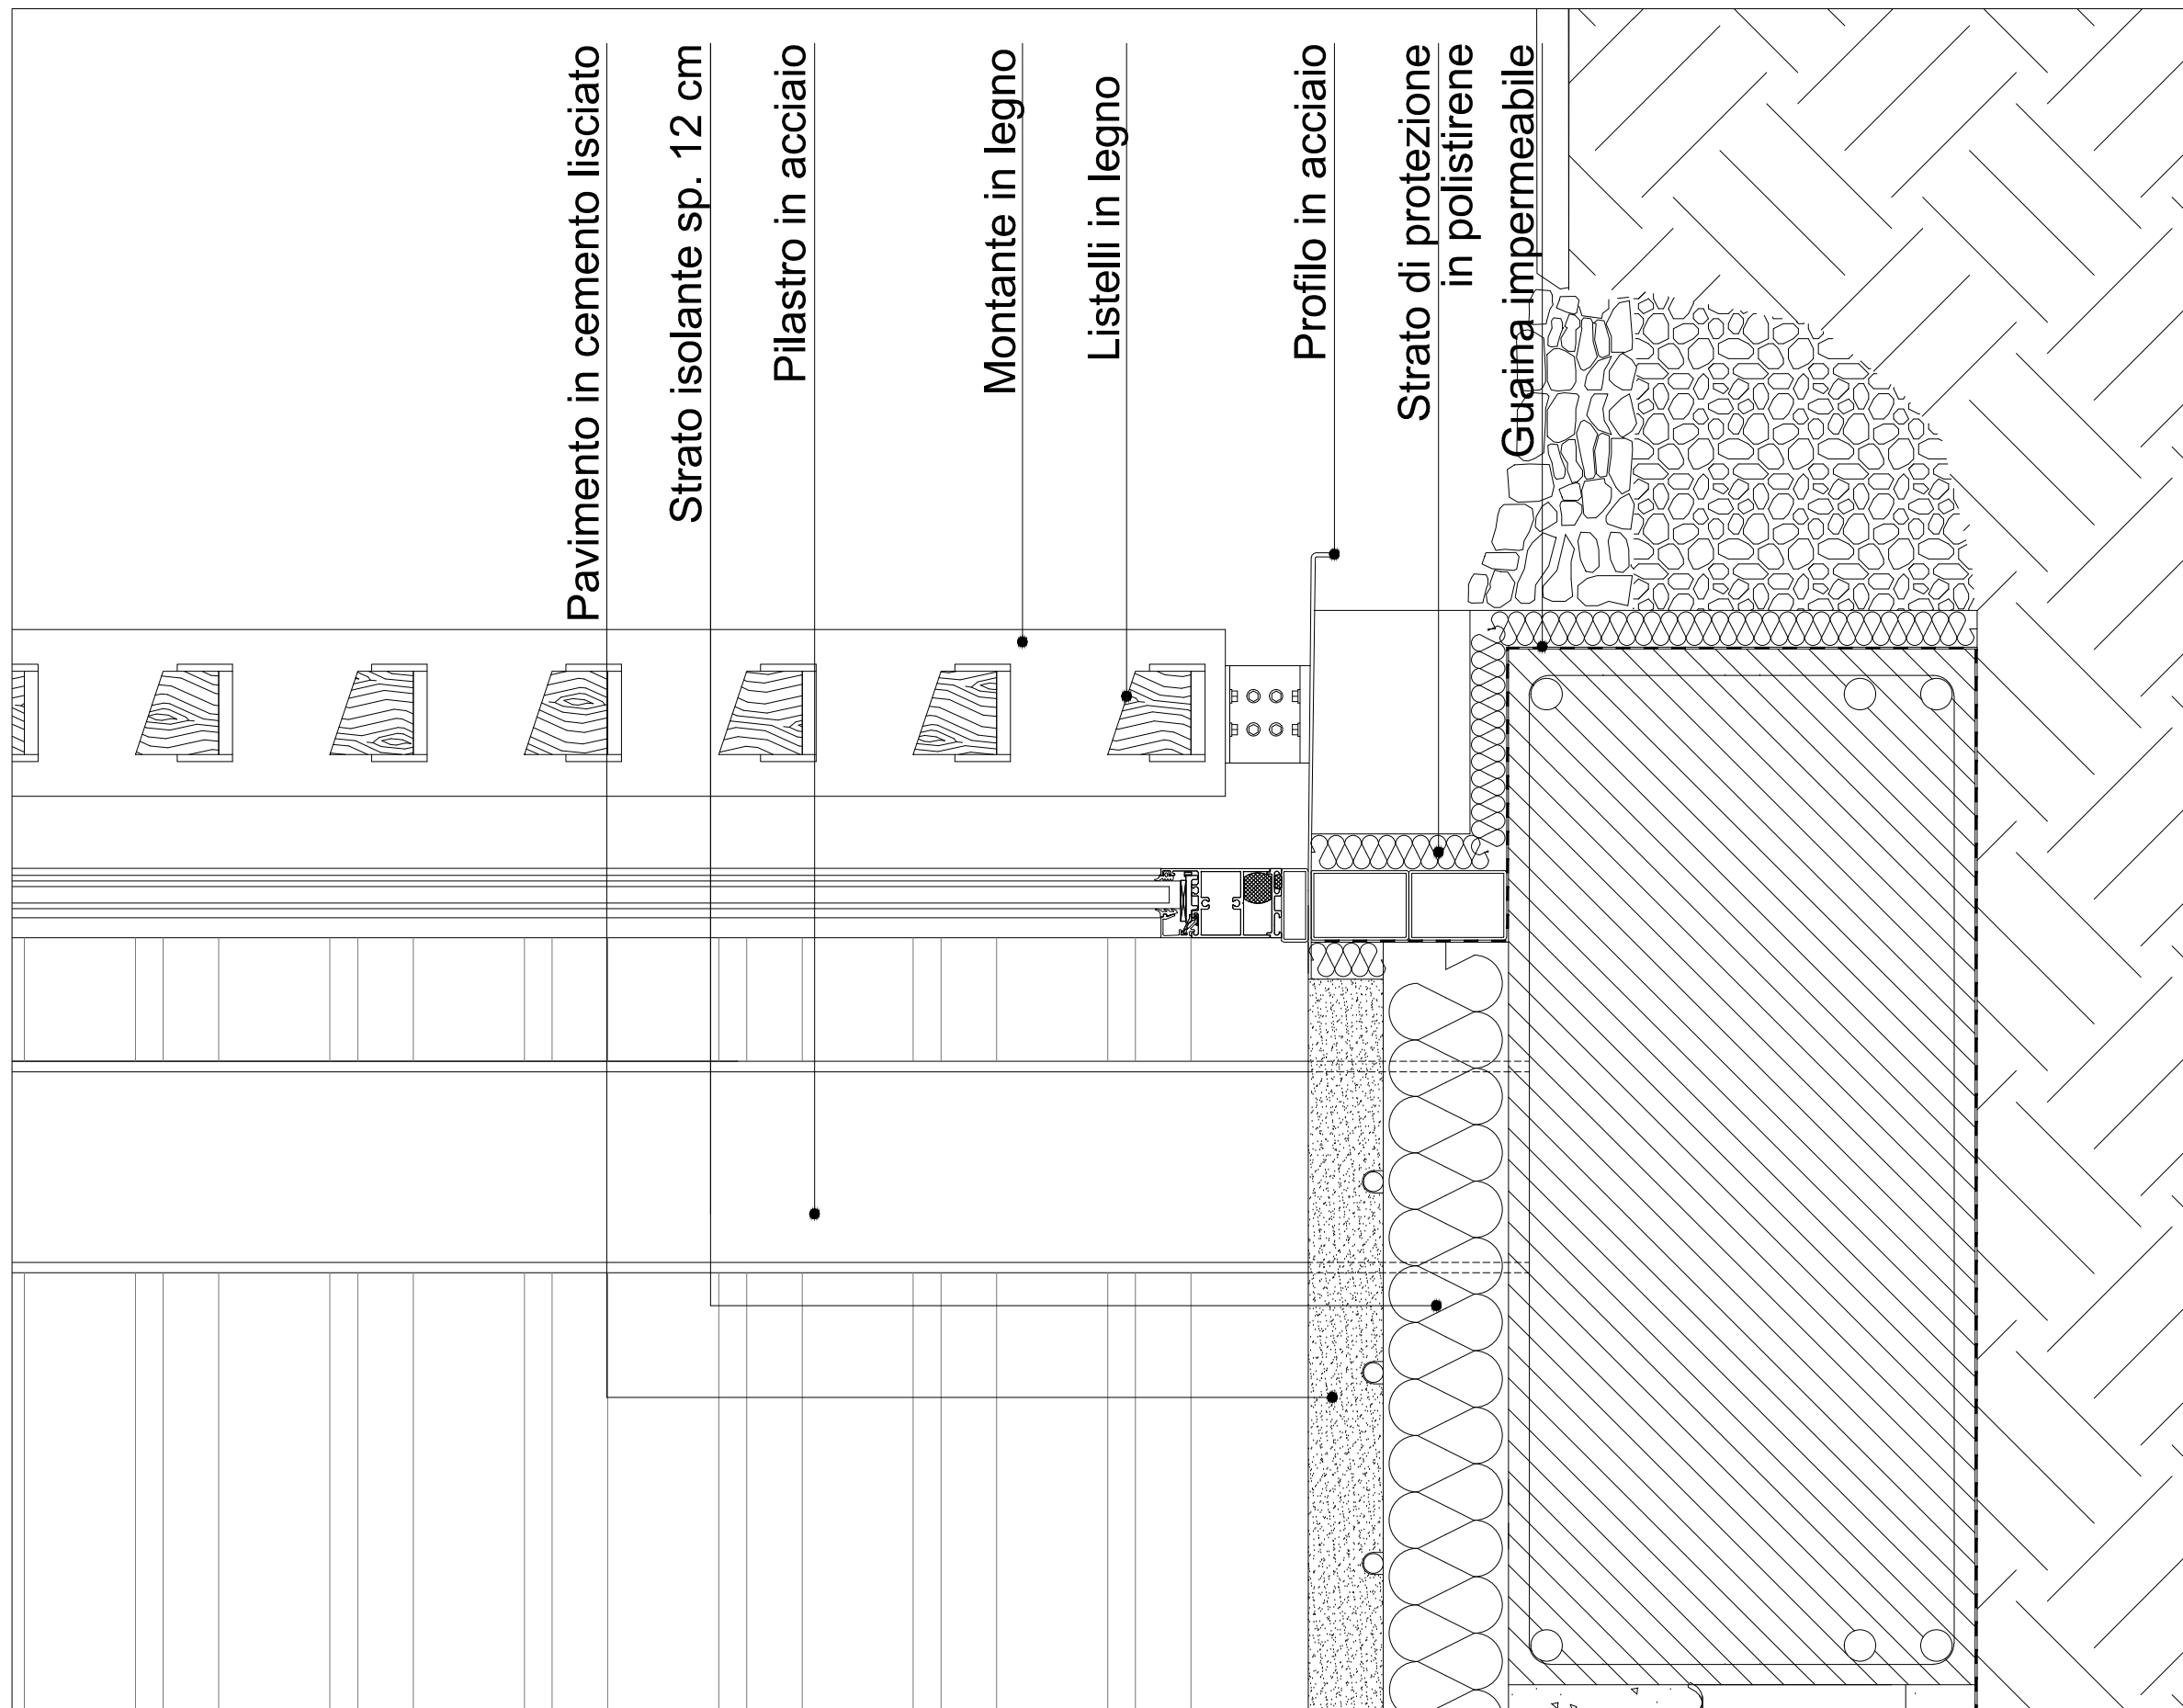 Pavimento in cemento lisciato
Strato isolante sp. 12 cm
Pilastro in acciaio
Montante in legno
Listelli in legno
Profilo in acciaio
Strato di protezione
in polistirene
Guaina impermeabile